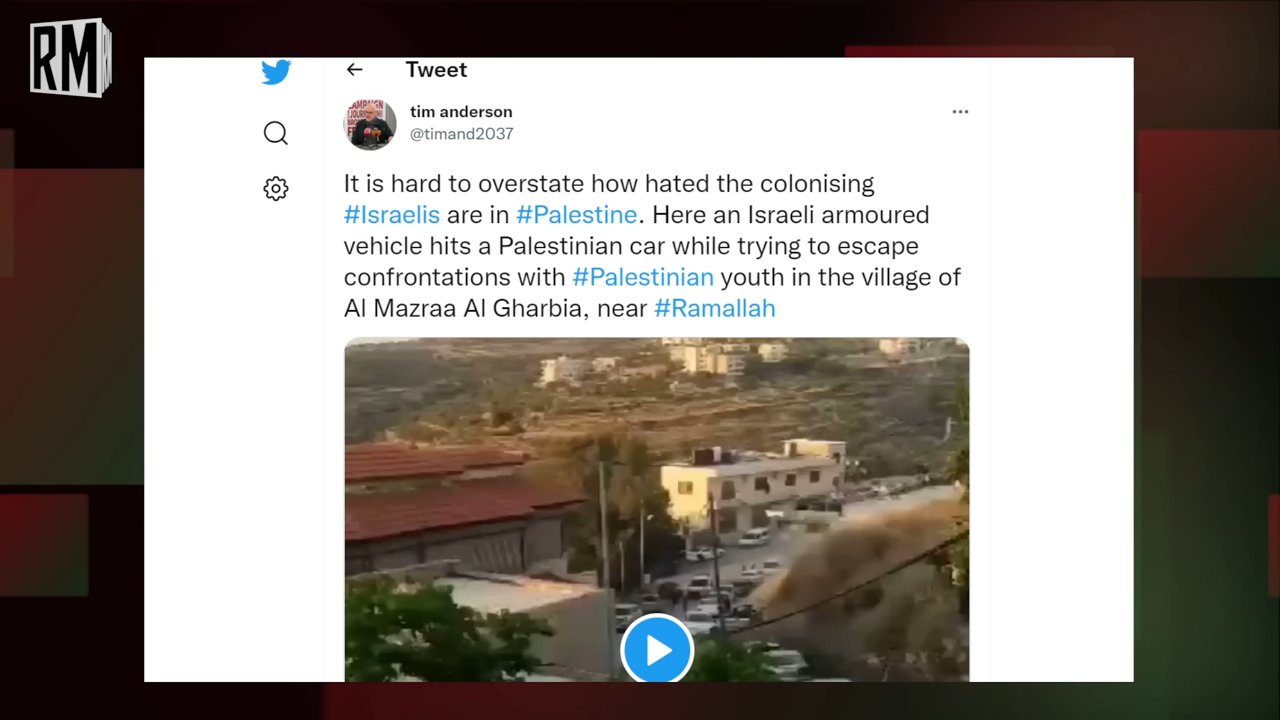 RM
Tweet
tim anderson
@timand2037
It is hard to overstate how hated the colonising
#Israelis are in #Palestine. Here an Israeli armoured
vehicle hits a Palestinian car while trying to escape
confrontations with #Palestinian youth in the village of
Al Mazraa Al Gharbia, near #Ramallah